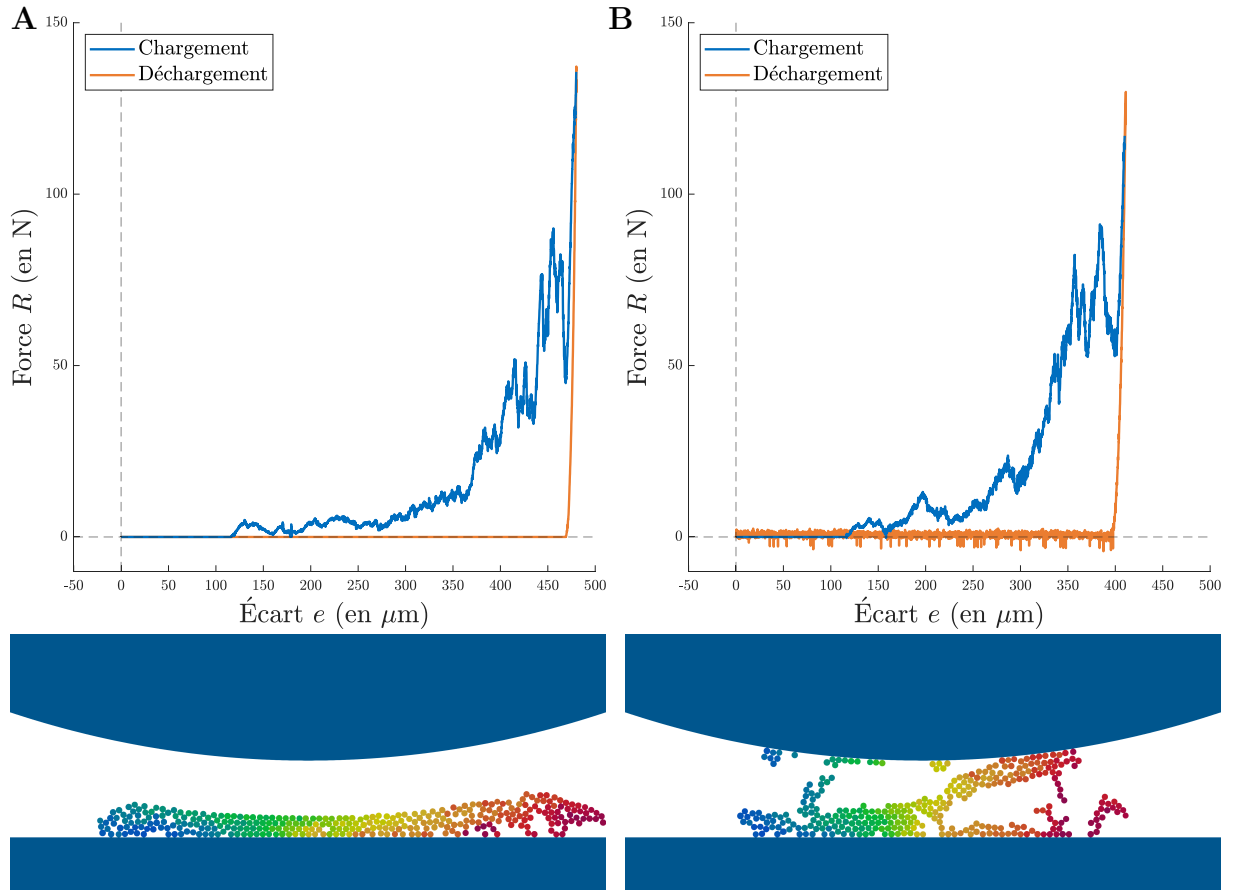 A
150
100
50
0
-50 0 50 100 150 200 250 300 350 400 450 500
Force R (en N)
Écart e (en μm)
Chargement
Déchargement
B
150
100
50
0
-50 0 50 100 150 200 250 300 350 400 450 500
Force R (en N)
Écart e (en μm)
Chargement
Déchargement